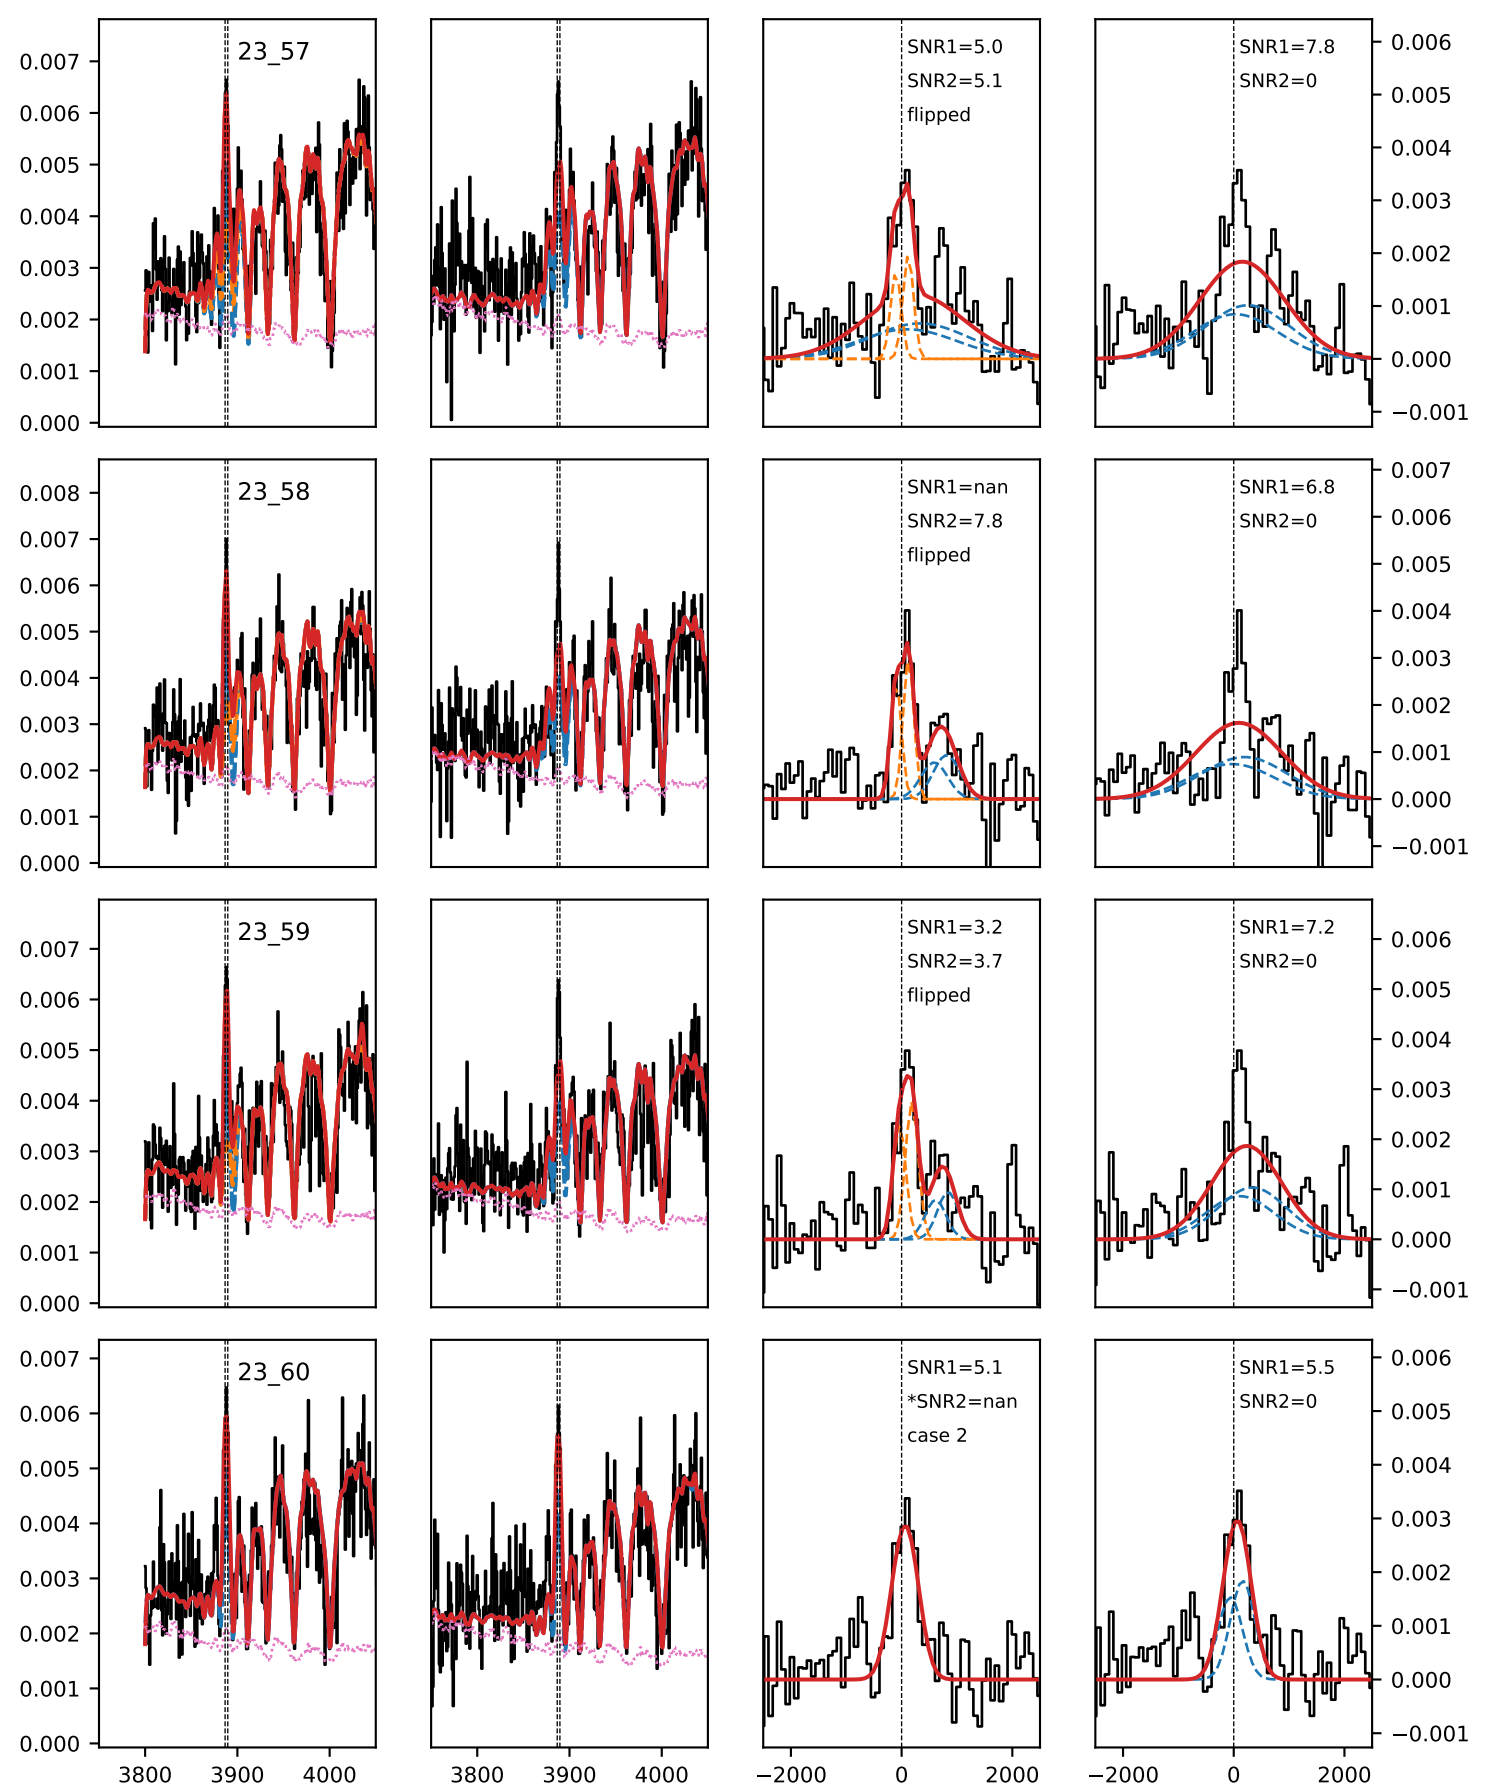 23_57
SNR1=5.0
SNR2=5.1
flipped
SNR1=7.8
SNR2=0
0.007
0.006
0.005
0.004
0.003
0.002
0.001
0.000
0.006
0.005
0.004
0.003
0.002
0.001
0.000
−0.001
23_58
SNR1=nan
SNR2=7.8
flipped
SNR1=6.8
SNR2=0
0.008
0.007
0.006
0.005
0.004
0.003
0.002
0.001
0.000
0.007
0.006
0.005
0.004
0.003
0.002
0.001
0.000
−0.001
23_59
SNR1=3.2
SNR2=3.7
flipped
SNR1=7.2
SNR2=0
0.007
0.006
0.005
0.004
0.003
0.002
0.001
0.000
0.006
0.005
0.004
0.003
0.002
0.001
0.000
−0.001
23_60
SNR1=5.1
*SNR2=nan
case 2
SNR1=5.5
SNR2=0
0.007
0.006
0.005
0.004
0.003
0.002
0.001
0.000
0.006
0.005
0.004
0.003
0.002
0.001
0.000
−0.001
3800 3900 4000
3800 3900 4000
−2000 0 2000
−2000 0 2000